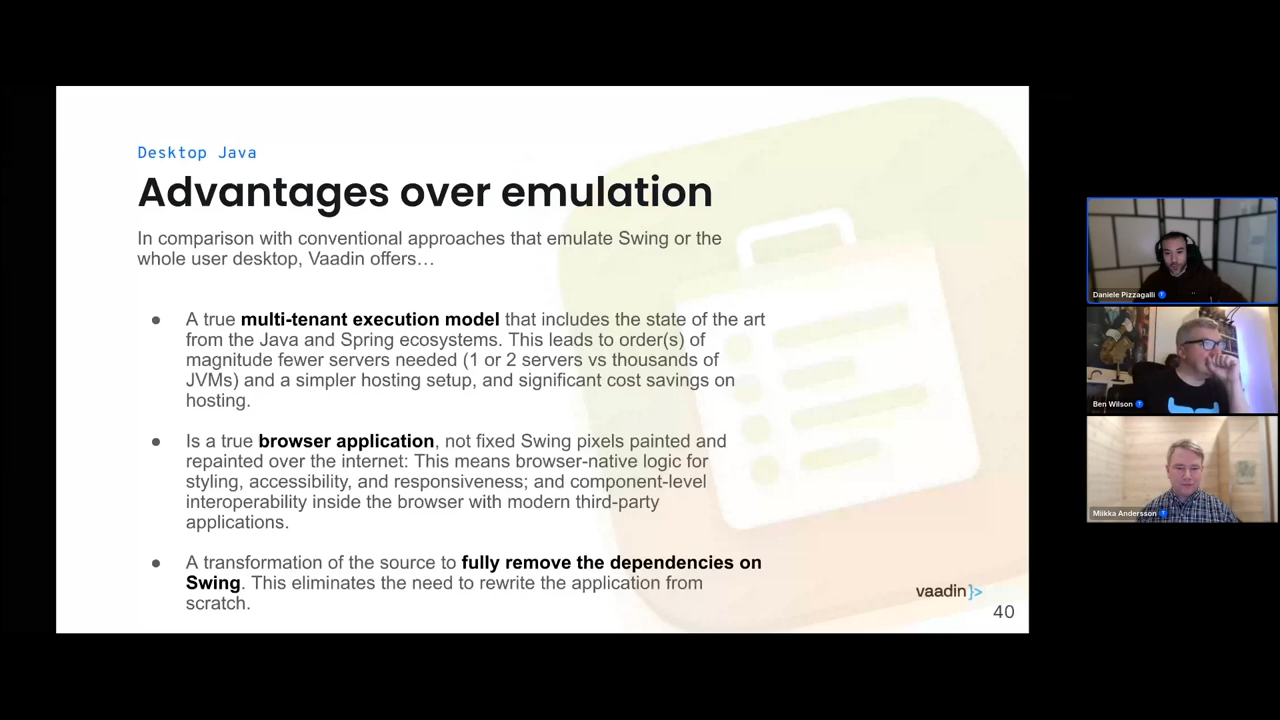 Desktop Java
Advantages over emulation
In comparison with conventional approaches that emulate Swing or the
whole user desktop, Vaadin offers…
● A true multi-tenant execution model that includes the state of the art
from the Java and Spring ecosystems. This leads to order(s) of
magnitude fewer servers needed (1 or 2 servers vs thousands of
JVMs) and a simpler hosting setup, and significant cost savings on
hosting.
● Is a true browser application, not fixed Swing pixels painted and
repainted over the internet: This means browser-native logic for
styling, accessibility, and responsiveness; and component-level
interoperability inside the browser with modern third-party
applications.
● A transformation of the source to fully remove the dependencies on
Swing. This eliminates the need to rewrite the application from
scratch.
vaadin}>
40
Daniele Pizzagalli
Ben Wilson
Miikka Andersson